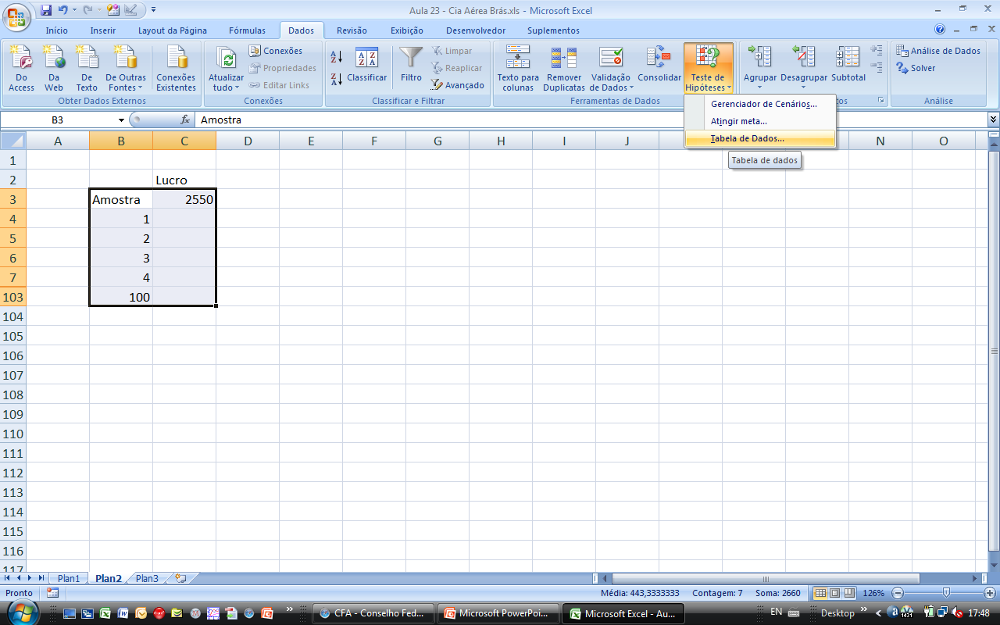 Aula 23 - Cia Aérea Brás.xls - Microsoft Excel
Início Inserir Layout da Página Fórmulas Dados Revisão Exibição Desenvolvedor Suplementos
Do Access
Da Web
De Texto
De Outras Fontes
Conexões Existentes
Obter Dados Externos
Atualizar tudo
Conexões
Propriedades
Editar Links
Conexões
Classificar
Filtro
Limpar
Reaplicar
Avançado
Classificar e Filtrar
Texto para colunas
Remover Duplicatas
Validação de Dados
Consolidar
Teste de Hipóteses
Ferramentas de Dados
Agrupar
Desagrupar
Subtotal
Análise de Dados
Solver
Análise
Gerenciador de Cenários...
Atingir meta...
Tabela de Dados...
Tabela de dados
B3 fx Amostra
A B C D E F G H I J N O
1
2 Lucro
3 Amostra 2550
4 1
5 2
6 3
7 4
103 100
104
105
106
107
108
109
110
111
112
113
114
115
116
117
Plan1 Plan2 Plan3
Pronto Média: 443,3333333 Contagem: 7 Soma: 2660 126%
CFA - Conselho Fed... Microsoft PowerPoi... Microsoft Excel - Au... EN Desktop 1431 17:48